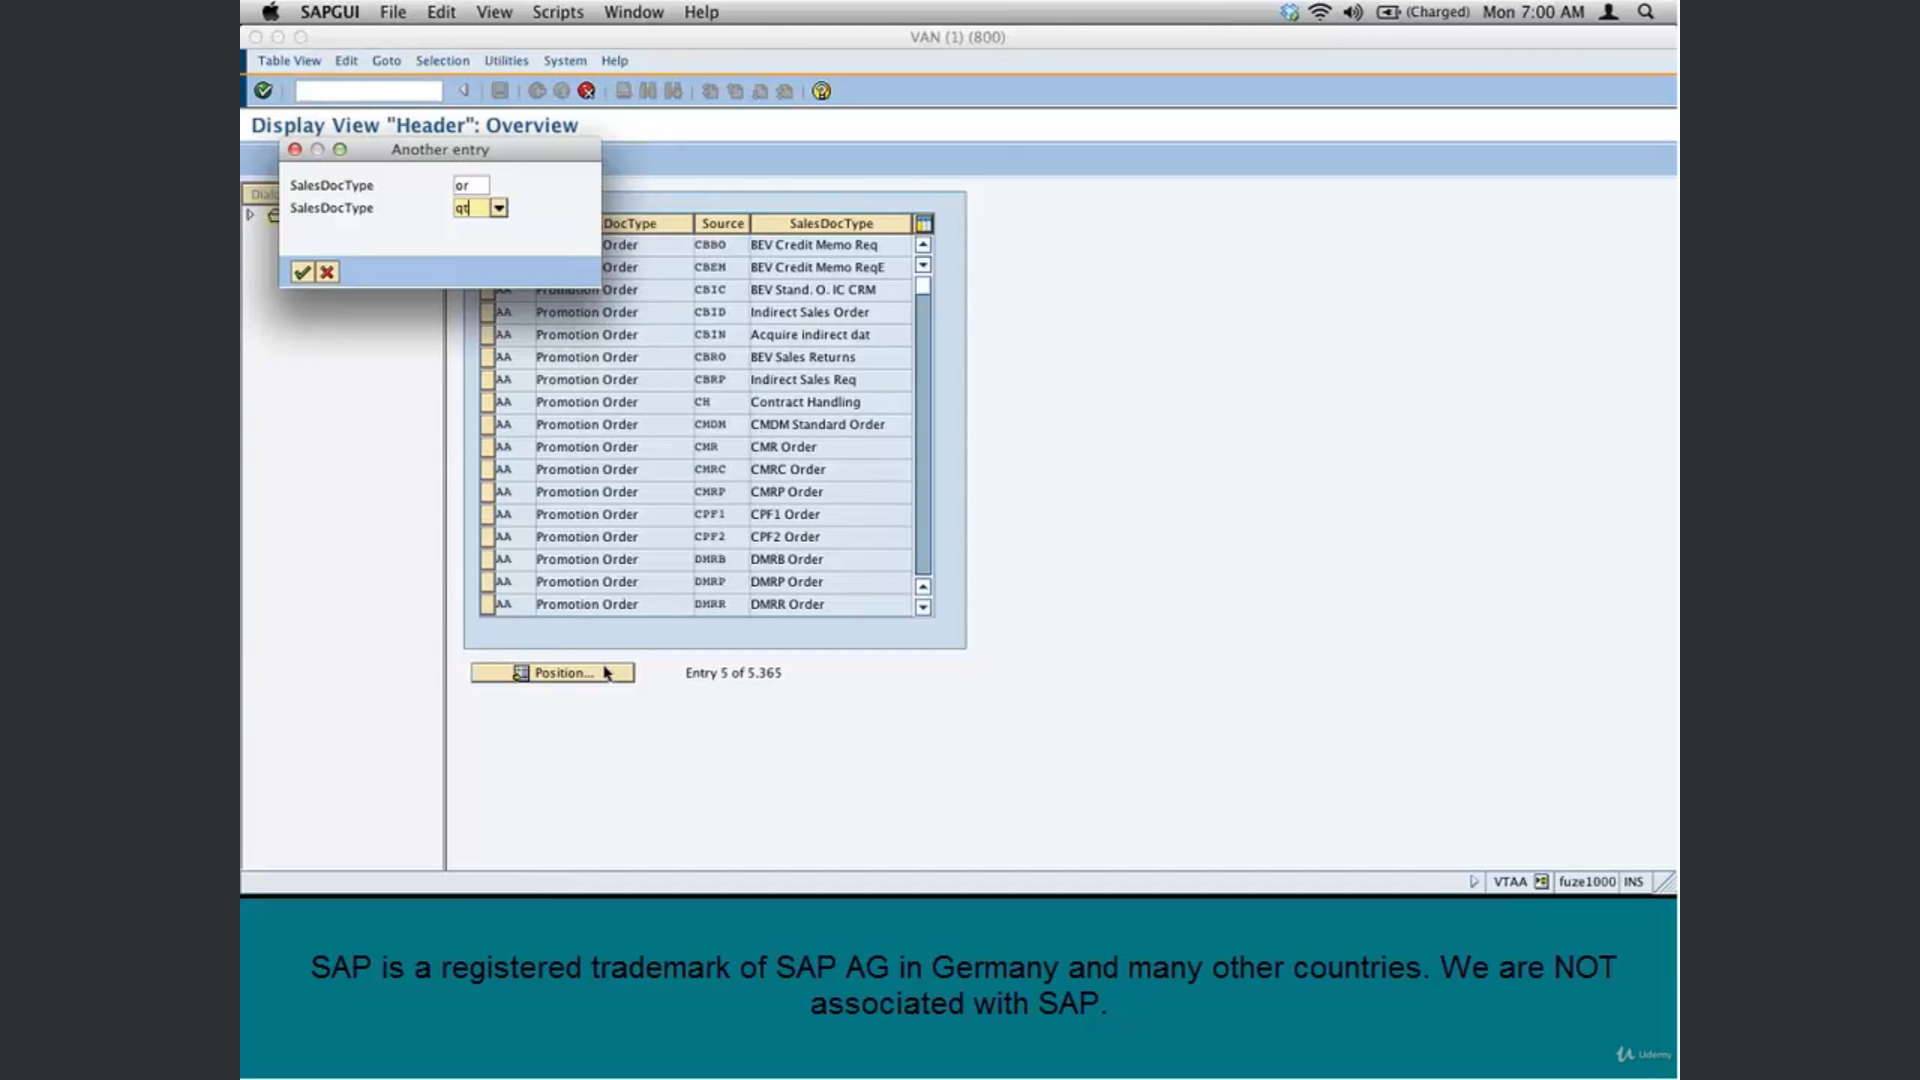 SAPGUI File Edit View Scripts Window Help (Charged) Mon 7:00 AM
VAN (1) (800)
Table View Edit Goto Selection Utilities System Help
Display View "Header": Overview
Another entry
SalesDocType or
SalesDocType qt
DocType Source SalesDocType
Order CBBO BEV Credit Memo Req
Order CBEM BEV Credit Memo ReqE
AA Promotion Order CBIC BEV Stand. O. IC CRM
AA Promotion Order CBID Indirect Sales Order
AA Promotion Order CBIN Acquire indirect dat
AA Promotion Order CBRO BEV Sales Returns
AA Promotion Order CBRP Indirect Sales Req
AA Promotion Order CH Contract Handling
AA Promotion Order CMDM CMDM Standard Order
AA Promotion Order CMR CMR Order
AA Promotion Order CMRC CMRC Order
AA Promotion Order CMRP CMRP Order
AA Promotion Order CPF1 CPF1 Order
AA Promotion Order CPF2 CPF2 Order
AA Promotion Order DMRB DMRB Order
AA Promotion Order DMRP DMRP Order
AA Promotion Order DMRR DMRR Order
Position... Entry 5 of 5.365
VTAA fuze1000 INS
SAP is a registered trademark of SAP AG in Germany and many other countries. We are NOT
associated with SAP.
Udemy